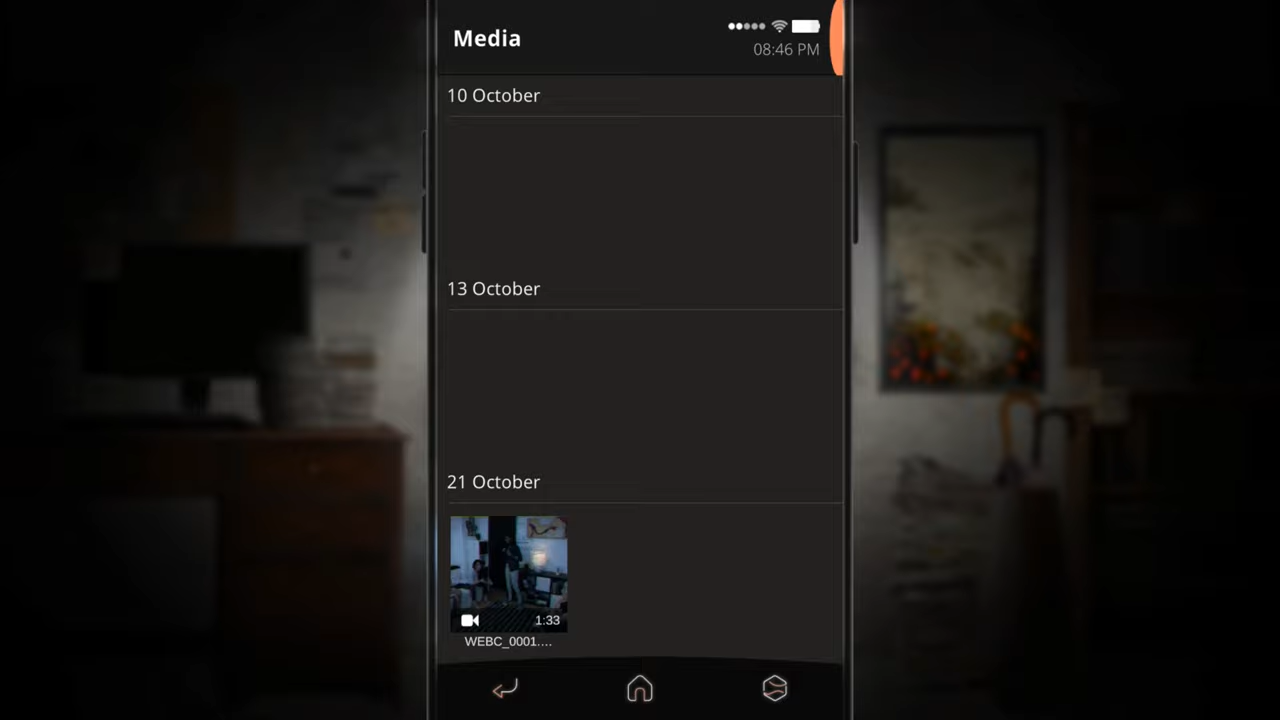 Media
08:46 PM
10 October
13 October
21 October
1:33
WEBC_0001....